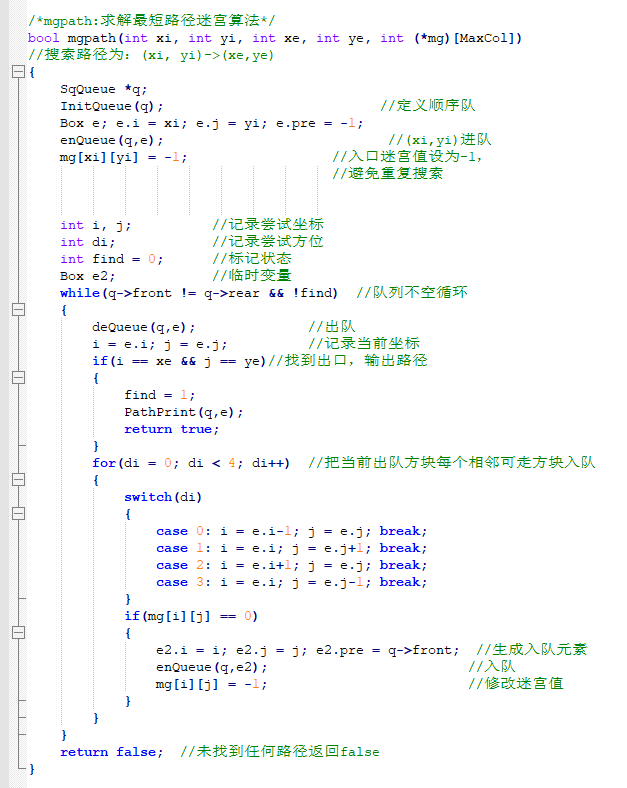 /*mgpath:求解最短路径迷宫算法*/
bool mgpath(int xi, int yi, int xe, int ye, int (*mg)[MaxCol])
//搜索路径为: (xi, yi)->(xe,ye)
{
    SqQueue *q;
    InitQueue(q);                           //定义顺序队
    Box e; e.i = xi; e.j = yi; e.pre = -1;
    enQueue(q,e);                            //(xi,yi)进队
    mg[xi][yi] = -1;                  //入口迷宫值设为-1,
                                      //避免重复搜索
    int i, j;          //记录尝试坐标
    int di;            //记录尝试方位
    int find = 0;      //标记状态
    Box e2;            //临时变量
    while(q->front != q->rear && !find)  //队列不空循环
    {
        deQueue(q,e);              //出队
        i = e.i; j = e.j;          //记录当前坐标
        if(i == xe && j == ye)//找到出口, 输出路径
        {
            find = 1;
            PathPrint(q,e);
            return true;
        }
        for(di = 0; di < 4; di++)  //把当前出队方块每个相邻可走方块入队
        {
            switch(di)
            {
                case 0: i = e.i-1; j = e.j; break;
                case 1: i = e.i; j = e.j+1; break;
                case 2: i = e.i+1; j = e.j; break;
                case 3: i = e.i; j = e.j-1; break;
            }
            if(mg[i][j] == 0)
            {
                e2.i = i; e2.j = j; e2.pre = q->front;  //生成入队元素
                enQueue(q,e2);                         //入队
                mg[i][j] = -1;                         //修改迷宫值
            }
        }
    }
    return false;  //未找到任何路径返回false
}